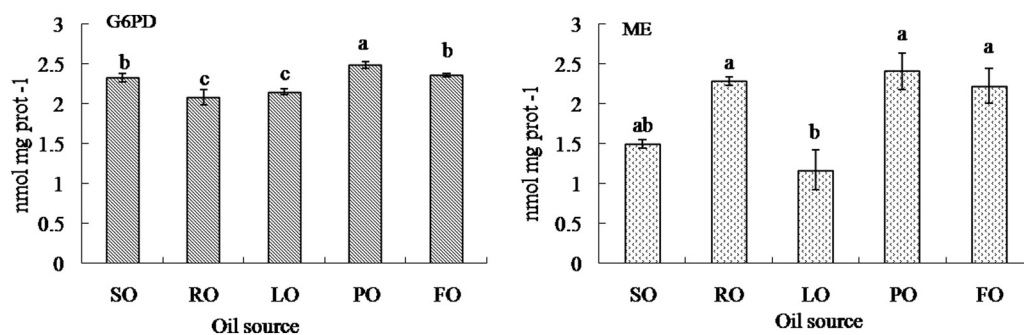 G6PD
nmol mg prot -1
3
2.5
2
1.5
1
0.5
0
b
c
c
a
b
SO
RO
LO
PO
FO
Oil source
ME
nmol mg prot -1
3
2.5
2
1.5
1
0.5
0
ab
a
b
a
a
SO
RO
LO
PO
FO
Oil source